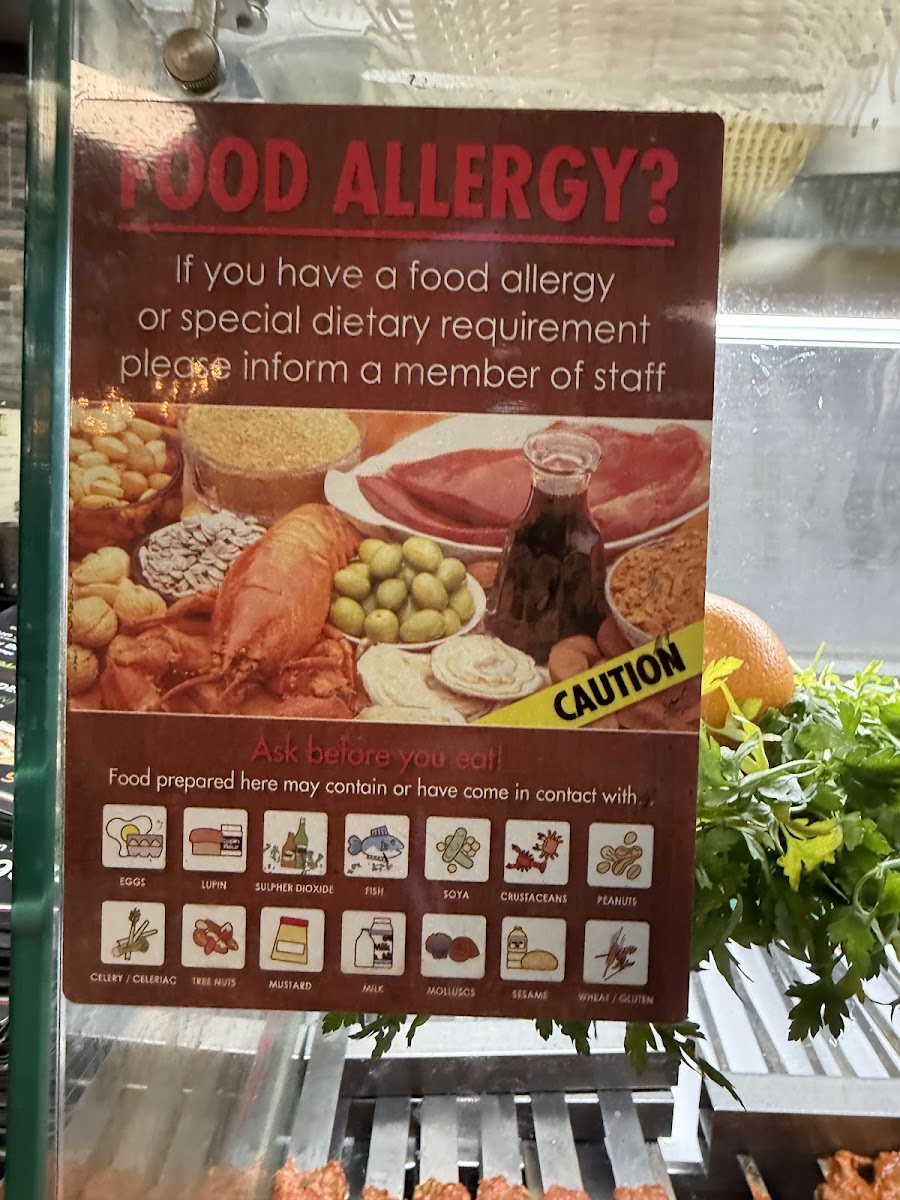 FOOD ALLERGY?
If you have a food allergy
or special dietary requirement
please inform a member of staff
CAUTION
Ask before you eat!
Food prepared here may contain or have come in contact with
EGGS
LUPIN
SULPHER DIOXIDE
FISH
SOYA
CRUSTACEANS
PEANUTS
CELERY / CELERIAC
TREE NUTS
MUSTARD
MILK
MOLLUSCS
SESAME
WHEAT / GLUTEN